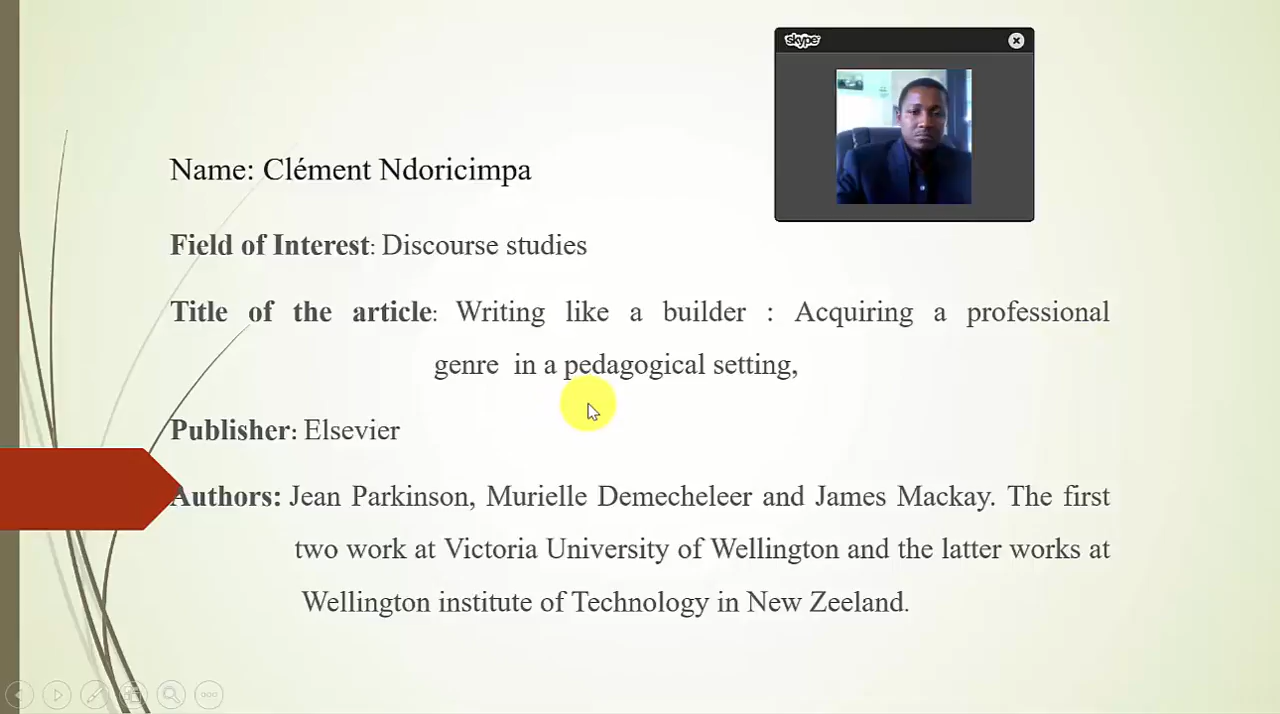 skype
Name: Clément Ndoricimpa
Field of Interest: Discourse studies
Title of the article: Writing like a builder : Acquiring a professional
genre in a pedagogical setting,
Publisher: Elsevier
Authors: Jean Parkinson, Murielle Demecheleer and James Mackay. The first
two work at Victoria University of Wellington and the latter works at
Wellington institute of Technology in New Zeeland.